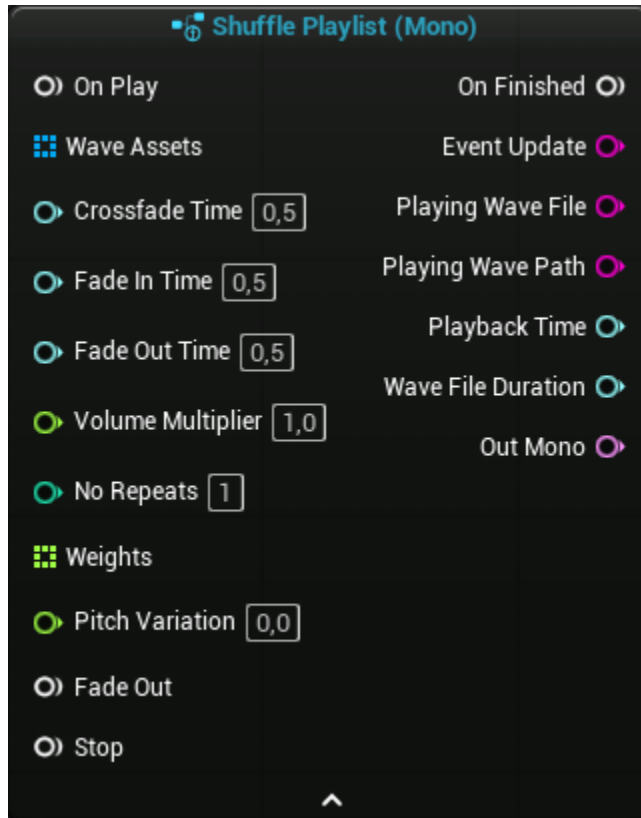 Shuffle Playlist (Mono)
On Play
On Finished
Wave Assets
Event Update
Crossfade Time 0,5
Playing Wave File
Fade In Time 0,5
Playing Wave Path
Fade Out Time 0,5
Playback Time
Wave File Duration
Volume Multiplier 1,0
Out Mono
No Repeats 1
Weights
Pitch Variation 0,0
Fade Out
Stop